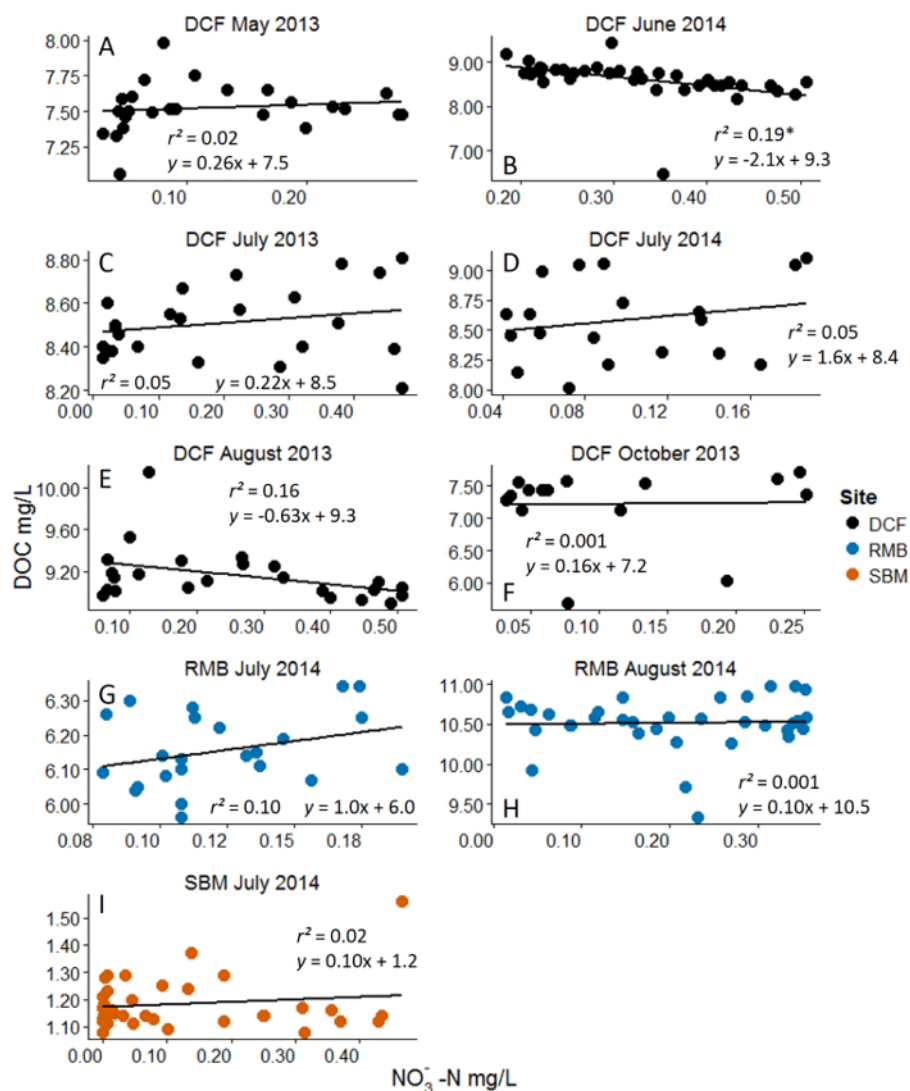 DCF May 2013
A
8.00
7.75
7.50
7.25
r² = 0.02
y = 0.26x + 7.5
0.10 0.20
DCF June 2014
9.00
8.00
7.00
r² = 0.19*
y = -2.1x + 9.3
B
0.20 0.30 0.40 0.50
DCF July 2013
C
8.80
8.60
8.40
8.20
r² = 0.05 y = 0.22x + 8.5
0.00 0.10 0.20 0.30 0.40
DCF July 2014
D
9.00
8.75
8.50
8.25
8.00
r² = 0.05
y = 1.6x + 8.4
0.04 0.08 0.12 0.16
DCF August 2013
E
10.00
9.60
9.20
r² = 0.16
y = -0.63x + 9.3
0.10 0.20 0.30 0.40 0.50
DCF October 2013
7.50
7.00
6.50
6.00
r² = 0.001
y = 0.16x + 7.2
F
0.05 0.10 0.15 0.20 0.25
Site
DCF
RMB
SBM
DOC mg/L
RMB July 2014
G
6.30
6.20
6.10
6.00
r² = 0.10 y = 1.0x + 6.0
0.08 0.10 0.12 0.15 0.18
RMB August 2014
11.00
10.50
10.00
9.50
r² = 0.001
y = 0.10x + 10.5
H
0.00 0.10 0.20 0.30
SBM July 2014
I
1.50
1.40
1.30
1.20
1.10
r² = 0.02
y = 0.10x + 1.2
0.00 0.10 0.20 0.30 0.40
NO₃⁻ -N mg/L